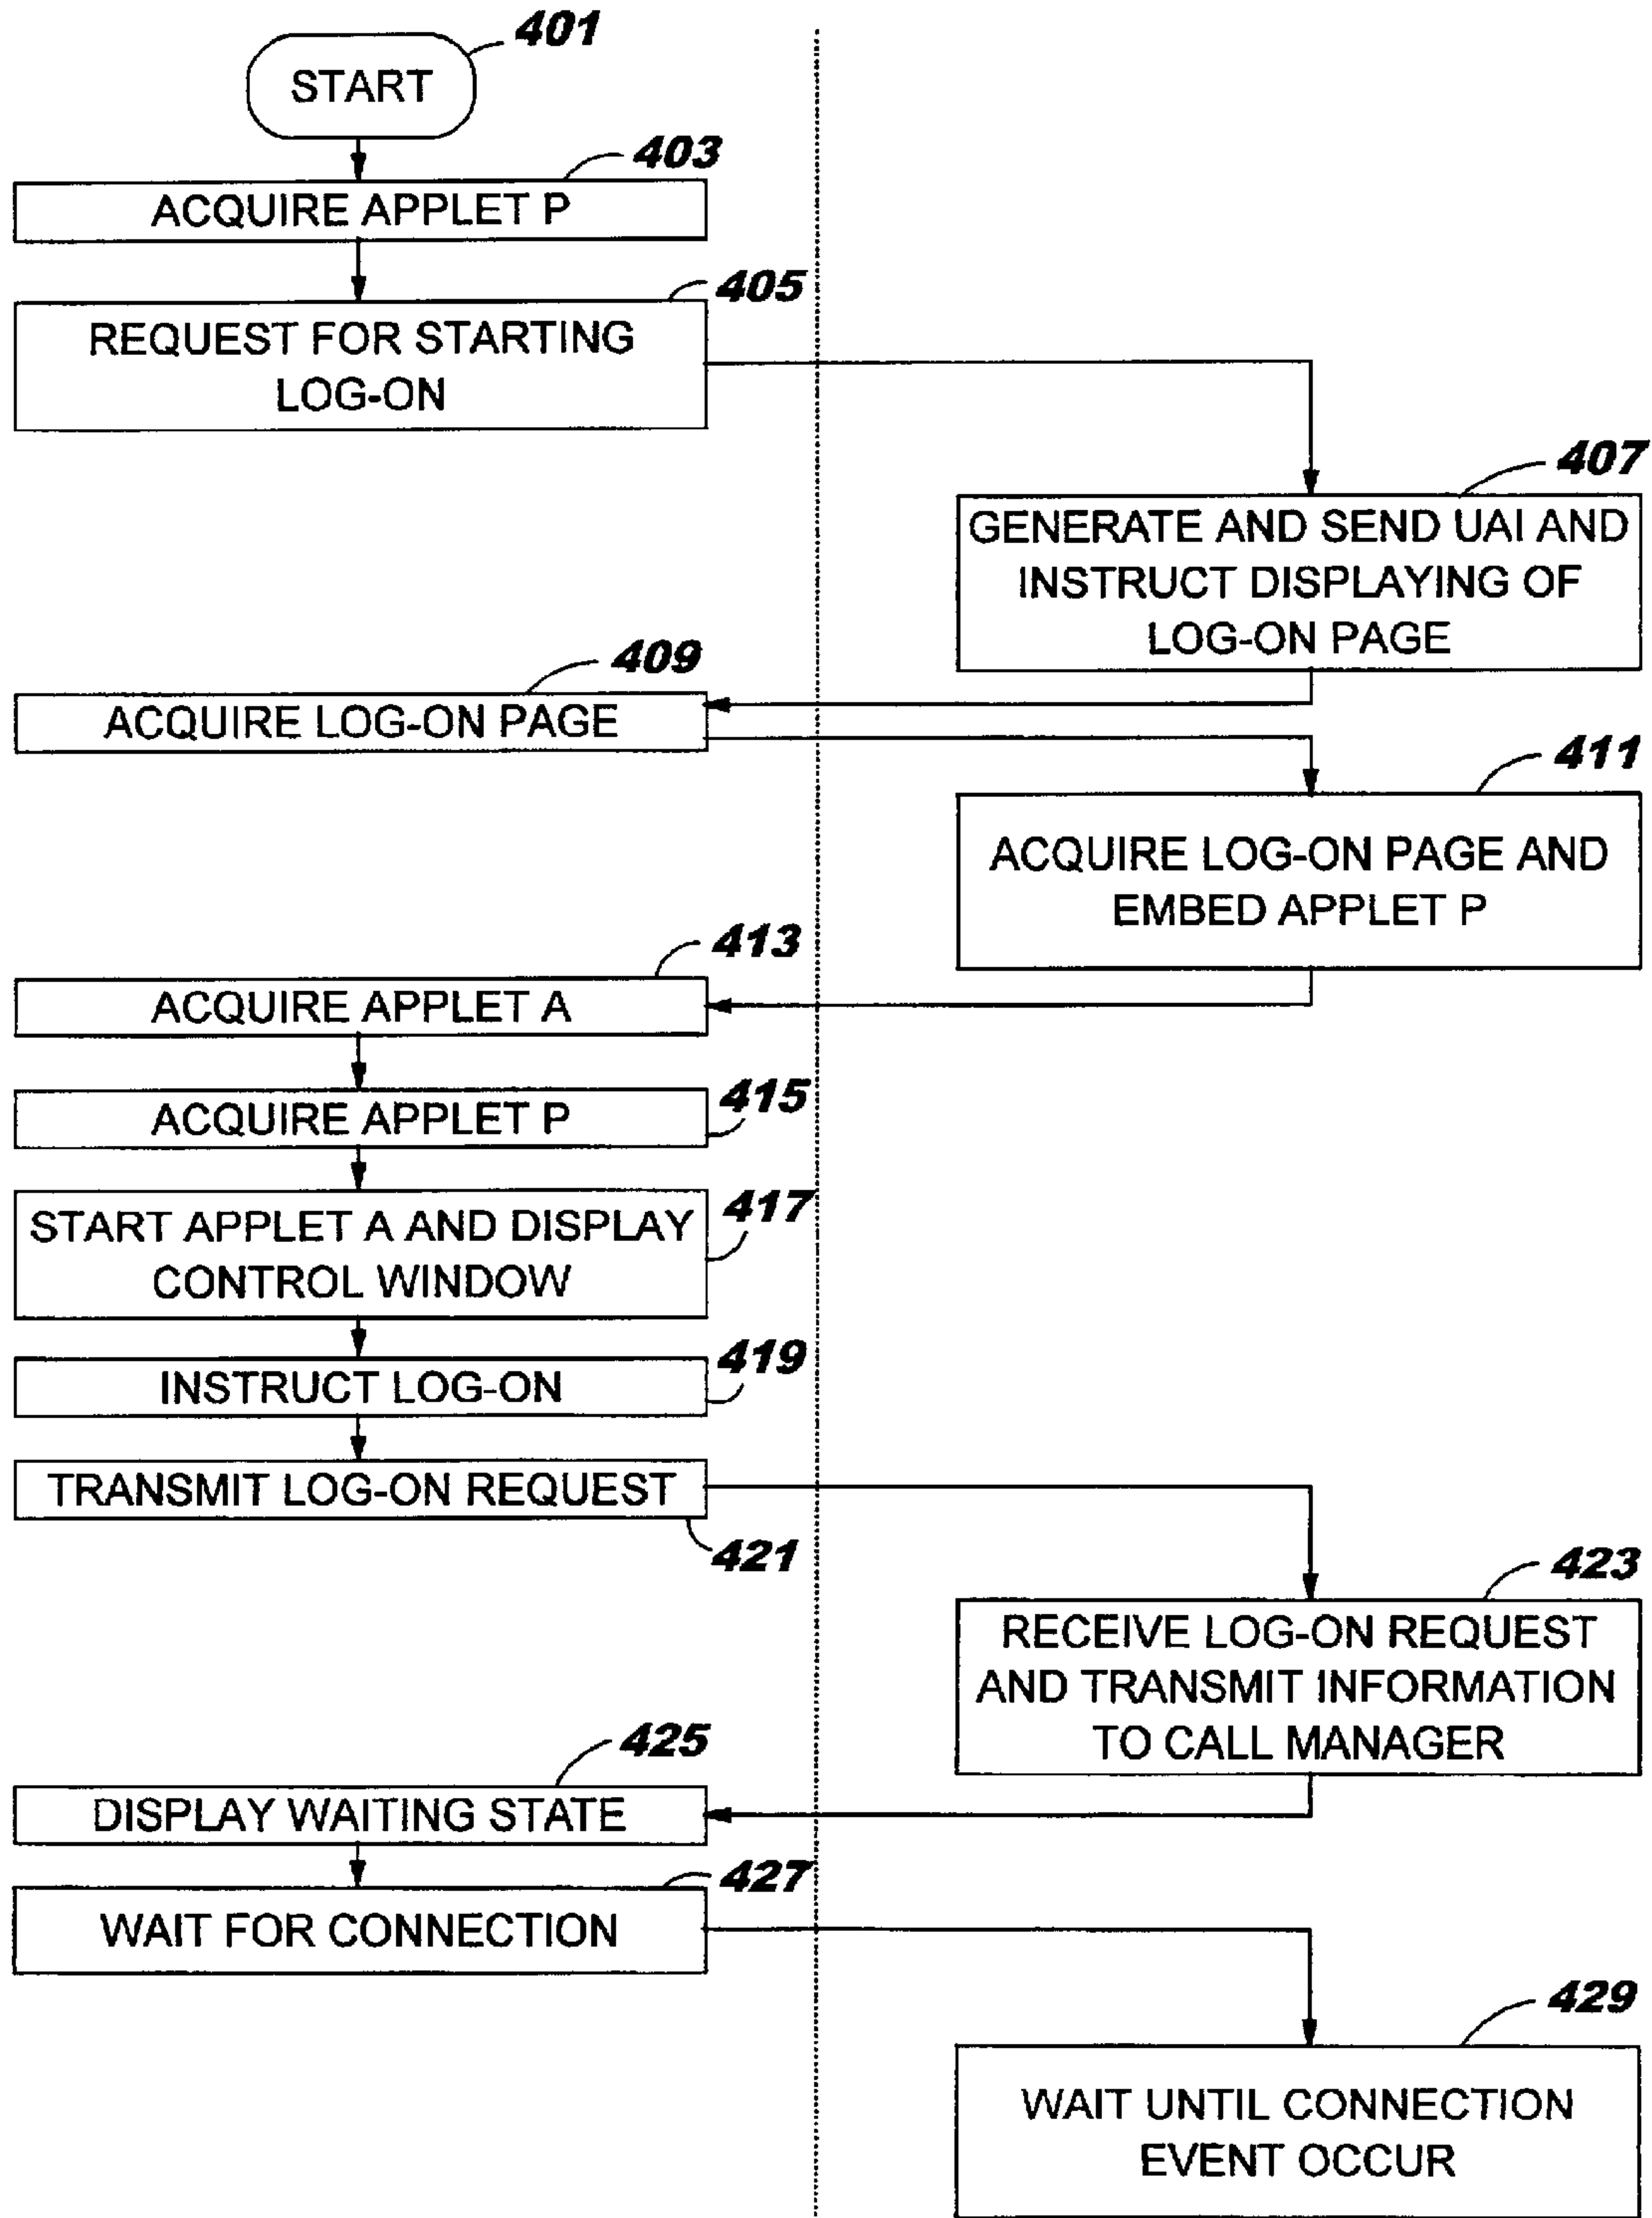 401
START
403
ACQUIRE APPLET P
405
REQUEST FOR STARTING
LOG-ON
407
GENERATE AND SEND UAI AND
INSTRUCT DISPLAYING OF
LOG-ON PAGE
409
ACQUIRE LOG-ON PAGE
411
ACQUIRE LOG-ON PAGE AND
EMBED APPLET P
413
ACQUIRE APPLET A
415
ACQUIRE APPLET P
417
START APPLET A AND DISPLAY
CONTROL WINDOW
419
INSTRUCT LOG-ON
TRANSMIT LOG-ON REQUEST
421
423
RECEIVE LOG-ON REQUEST
AND TRANSMIT INFORMATION
TO CALL MANAGER
425
DISPLAY WAITING STATE
427
WAIT FOR CONNECTION
429
WAIT UNTIL CONNECTION
EVENT OCCUR